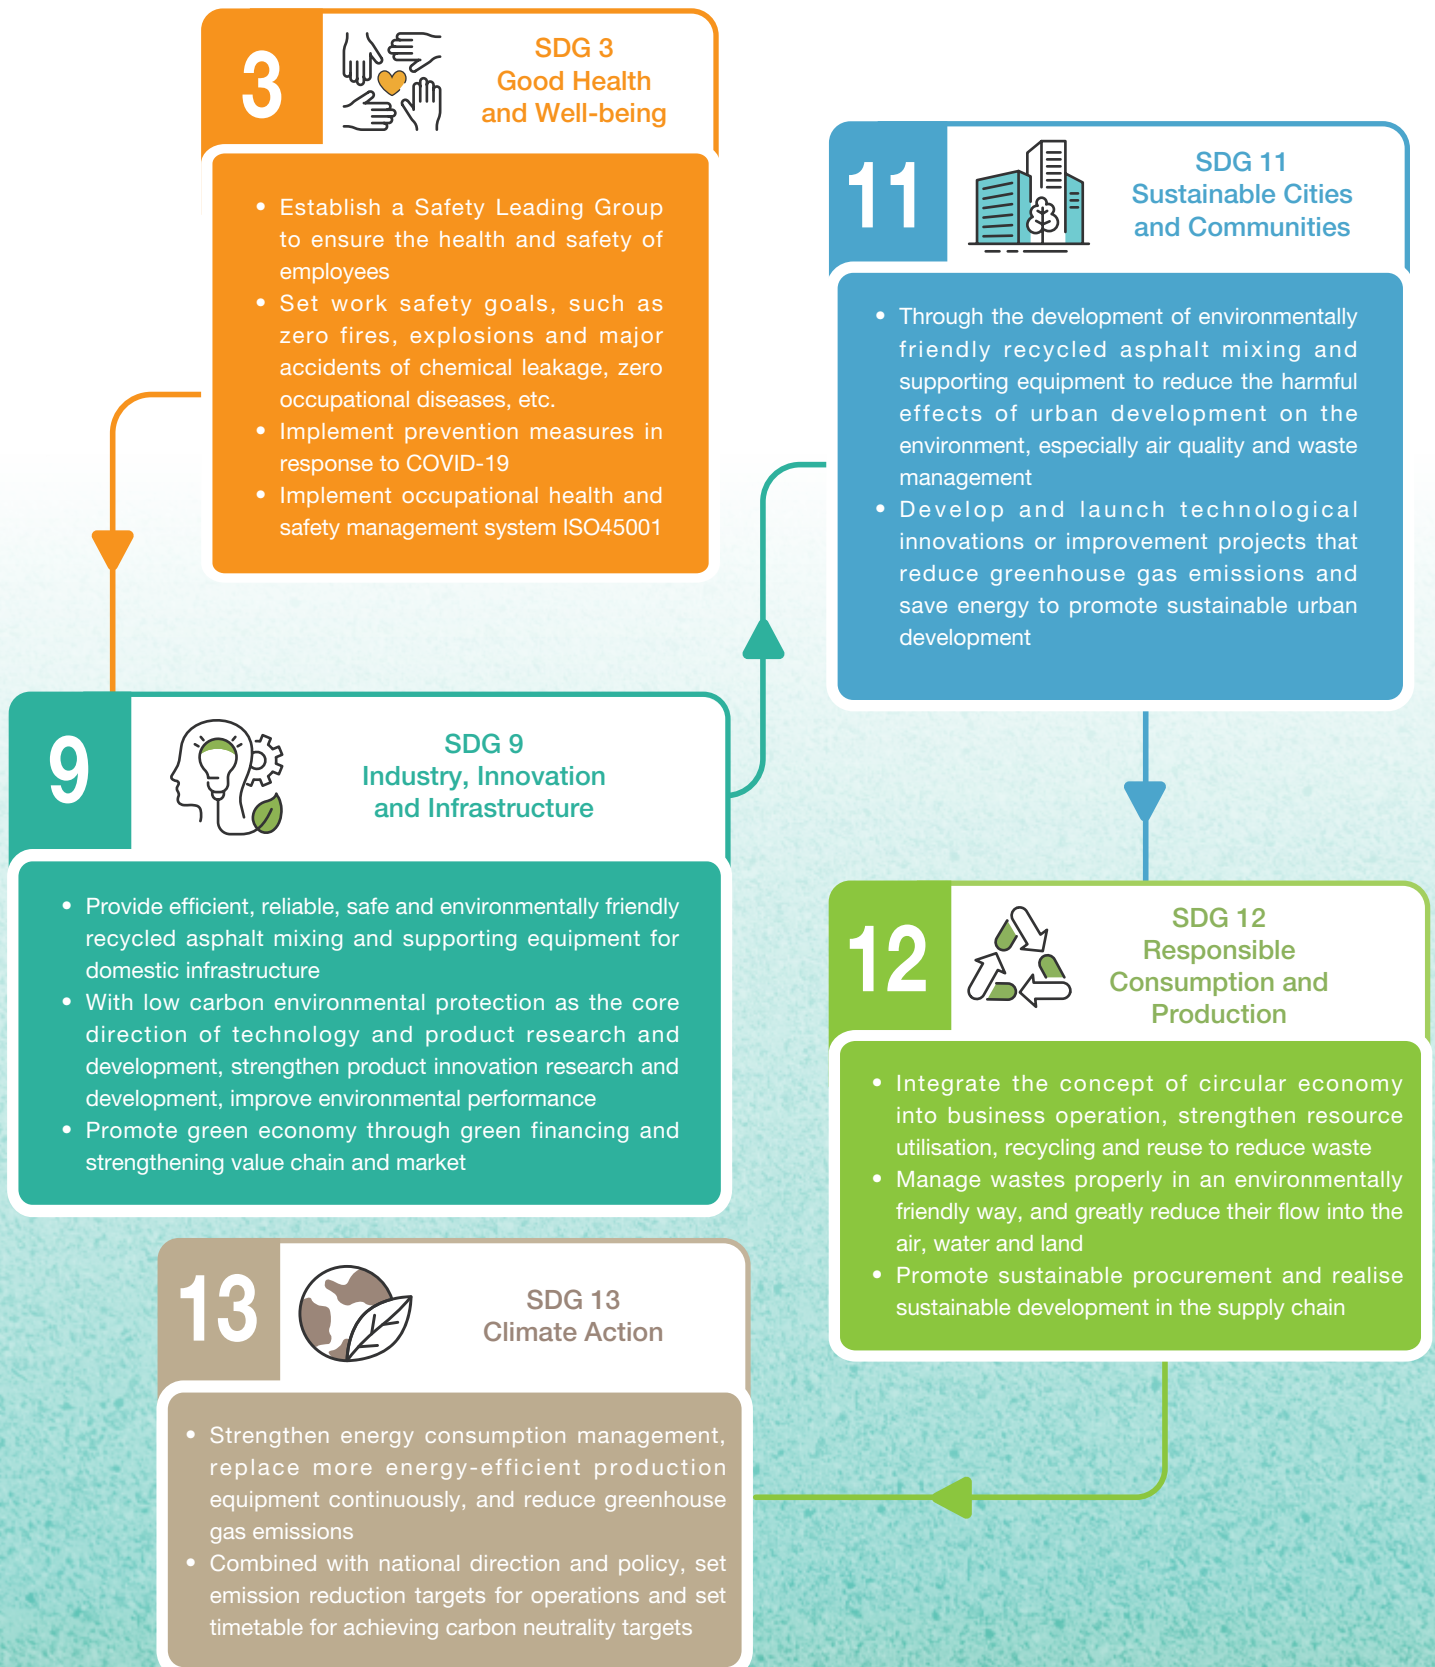 3
SDG 3
Good Health
and Well-being
• Establish a Safety Leading Group
to ensure the health and safety of
employees
• Set work safety goals, such as
zero fires, explosions and major
accidents of chemical leakage, zero
occupational diseases, etc.
• Implement prevention measures in
response to COVID-19
• Implement occupational health and
safety management system ISO45001
9
SDG 9
Industry, Innovation
and Infrastructure
• Provide efficient, reliable, safe and environmentally friendly
recycled asphalt mixing and supporting equipment for
domestic infrastructure
• With low carbon environmental protection as the core
direction of technology and product research and
development, strengthen product innovation research and
development, improve environmental performance
• Promote green economy through green financing and
strengthening value chain and market
11
SDG 11
Sustainable Cities
and Communities
• Through the development of environmentally
friendly recycled asphalt mixing and
supporting equipment to reduce the harmful
effects of urban development on the
environment, especially air quality and waste
management
• Develop and launch technological
innovations or improvement projects that
reduce greenhouse gas emissions and
save energy to promote sustainable urban
development
12
SDG 12
Responsible
Consumption and
Production
• Integrate the concept of circular economy
into business operation, strengthen resource
utilisation, recycling and reuse to reduce waste
• Manage wastes properly in an environmentally
friendly way, and greatly reduce their flow into the
air, water and land
• Promote sustainable procurement and realise
sustainable development in the supply chain
13
SDG 13
Climate Action
• Strengthen energy consumption management,
replace more energy-efficient production
equipment continuously, and reduce greenhouse
gas emissions
• Combined with national direction and policy, set
emission reduction targets for operations and set
timetable for achieving carbon neutrality targets